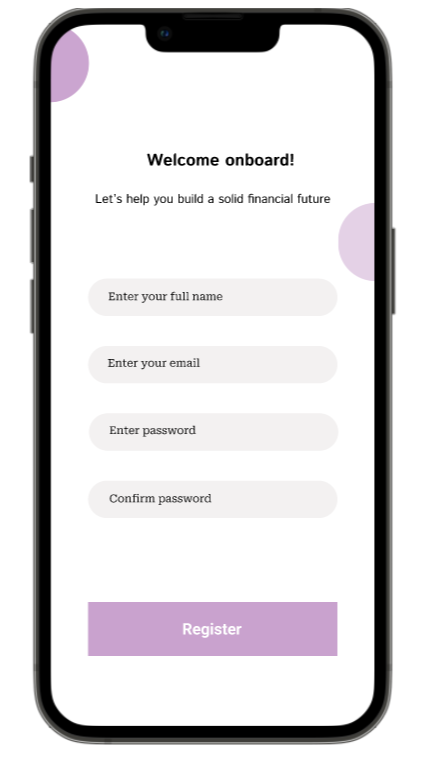 Welcome onboard!
Let's help you build a solid financial future
Enter your full name
Enter your email
Enter password
Confirm password
Register